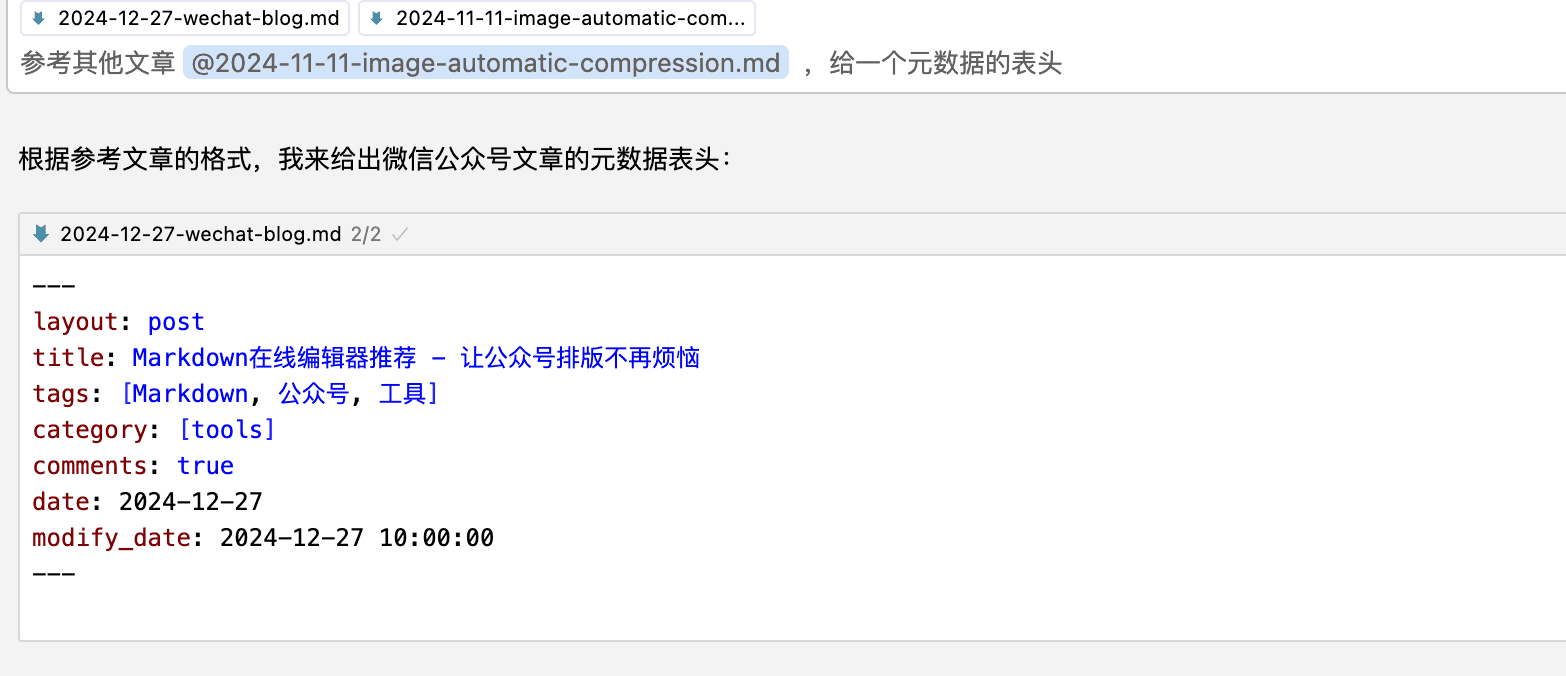 2024-12-27-wechat-blog.md 2024-11-11-image-automatic-com...
参考其他文章 @2024-11-11-image-automatic-compression.md ，给一个元数据的表头
根据参考文章的格式，我来给出微信公众号文章的元数据表头：
2024-12-27-wechat-blog.md 2/2
---
layout: post
title: Markdown在线编辑器推荐 - 让公众号排版不再烦恼
tags: [Markdown, 公众号, 工具]
category: [tools]
comments: true
date: 2024-12-27
modify_date: 2024-12-27 10:00:00
---